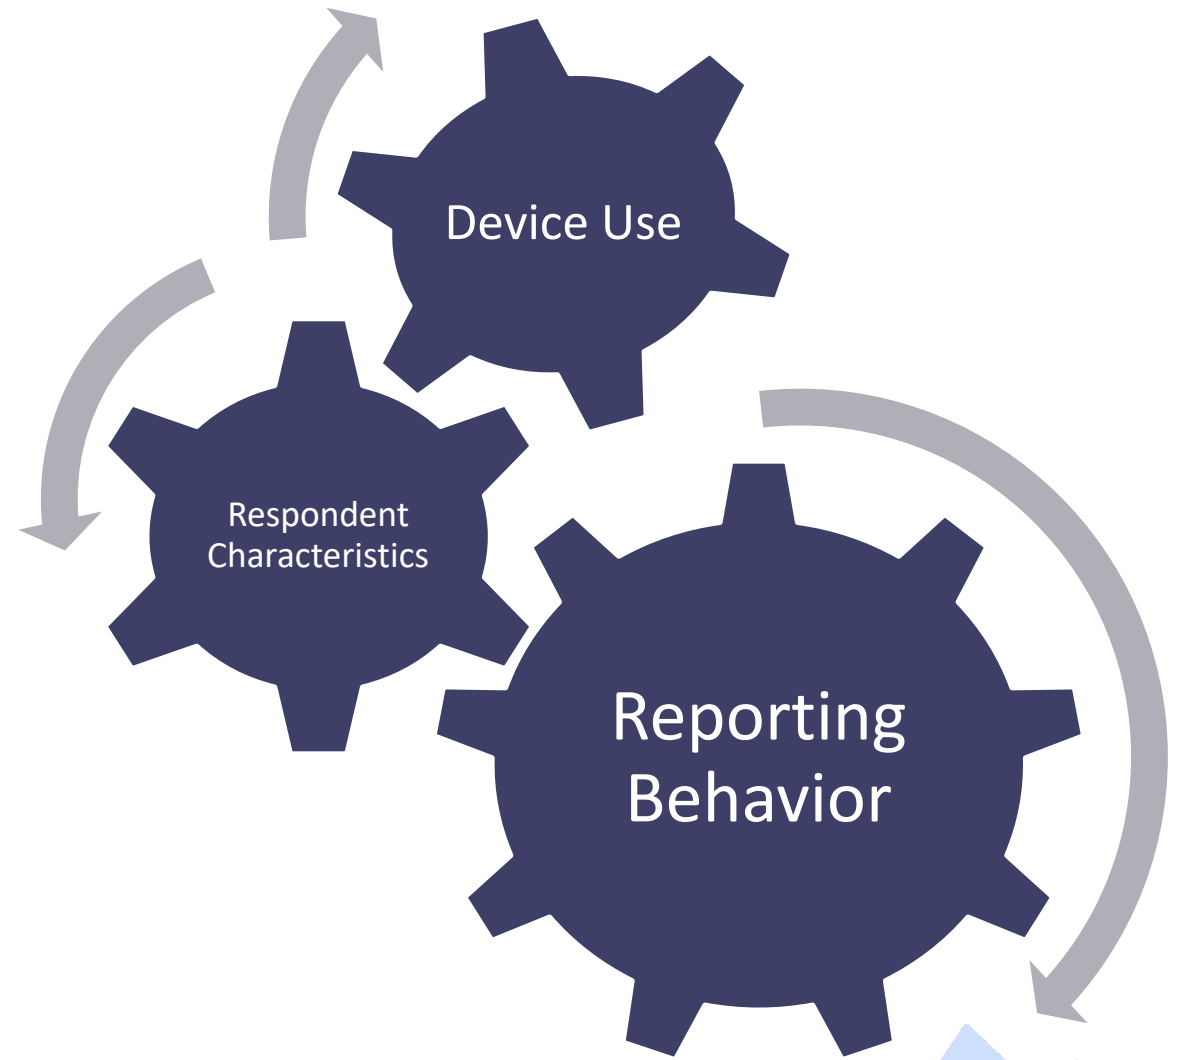 Device Use
Respondent
Characteristics
Reporting
Behavior